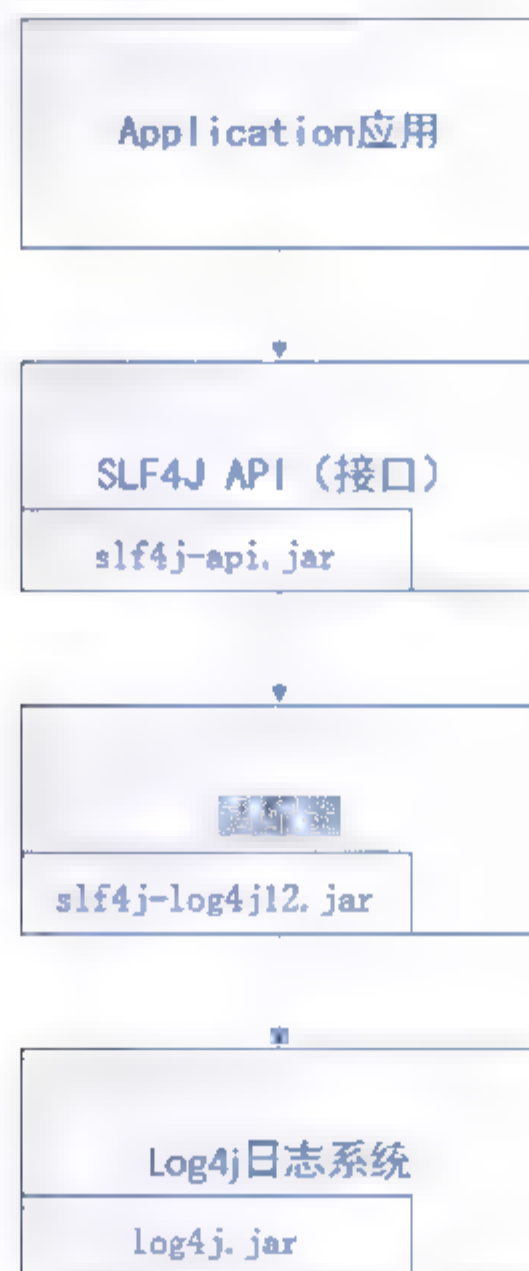 Application应用
SLF4J API（接口）
slf4j-api.jar
slf4j-log4j12.jar
Log4j日志系统
log4j.jar